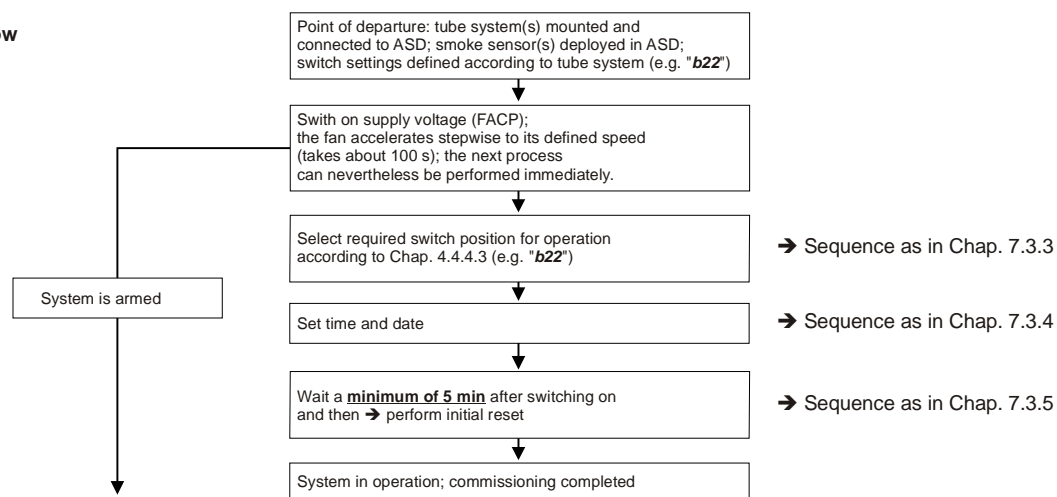 Point of departure: tube system(s) mounted and
connected to ASD; smoke sensor(s) deployed in ASD;
switch settings defined according to tube system (e.g. "b22")
Swith on supply voltage (FACP);
the fan accelerates stepwise to its defined speed
(takes about 100 s); the next process
can nevertheless be performed immediately.
Select required switch position for operation
according to Chap. 4.4.4.3 (e.g. "b22")
➔ Sequence as in Chap. 7.3.3
System is armed
Set time and date
➔ Sequence as in Chap. 7.3.4
Wait a minimum of 5 min after switching on
and then ➔ perform initial reset
➔ Sequence as in Chap. 7.3.5
System in operation; commissioning completed